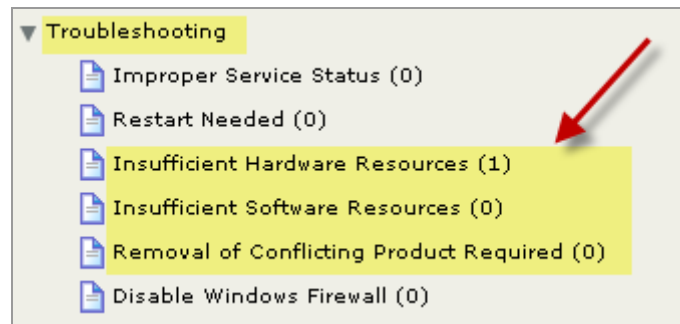 Troubleshooting
Improper Service Status (0)
Restart Needed (0)
Insufficient Hardware Resources (1)
Insufficient Software Resources (0)
Removal of Conflicting Product Required (0)
Disable Windows Firewall (0)